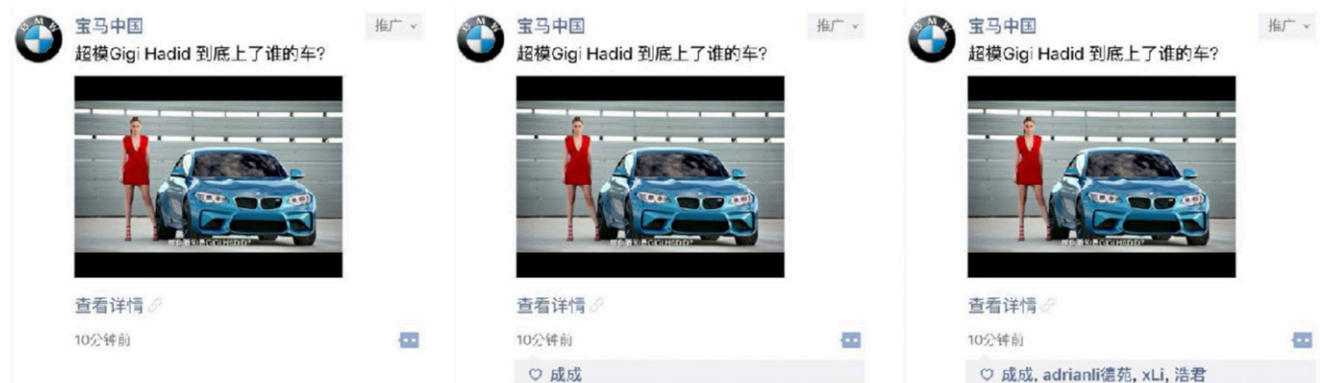 宝马中国
推广
超模Gigi Hadid 到底上了谁的车?
查看详情
10分钟前
宝马中国
推广
超模Gigi Hadid 到底上了谁的车?
查看详情
10分钟前
成成
宝马中国
推广
超模Gigi Hadid 到底上了谁的车?
查看详情
10分钟前
成成, adrianli德苑, xLi, 浩君